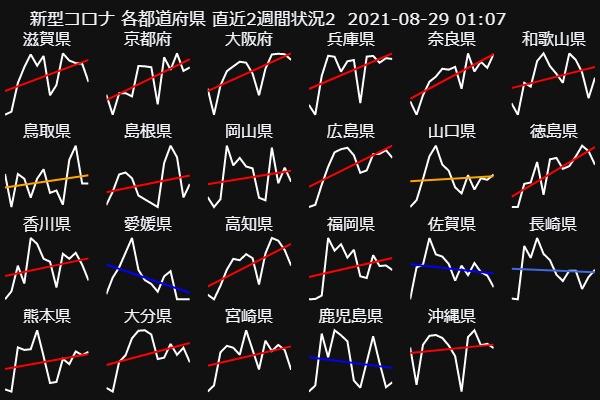 新型コロナ 各都道府県 直近2週間状況2 2021-08-29 01:07
滋賀県 京都府 大阪府 兵庫県 奈良県 和歌山県
鳥取県 島根県 岡山県 広島県 山口県 徳島県
香川県 愛媛県 高知県 福岡県 佐賀県 長崎県
熊本県 大分県 宮崎県 鹿児島県 沖縄県